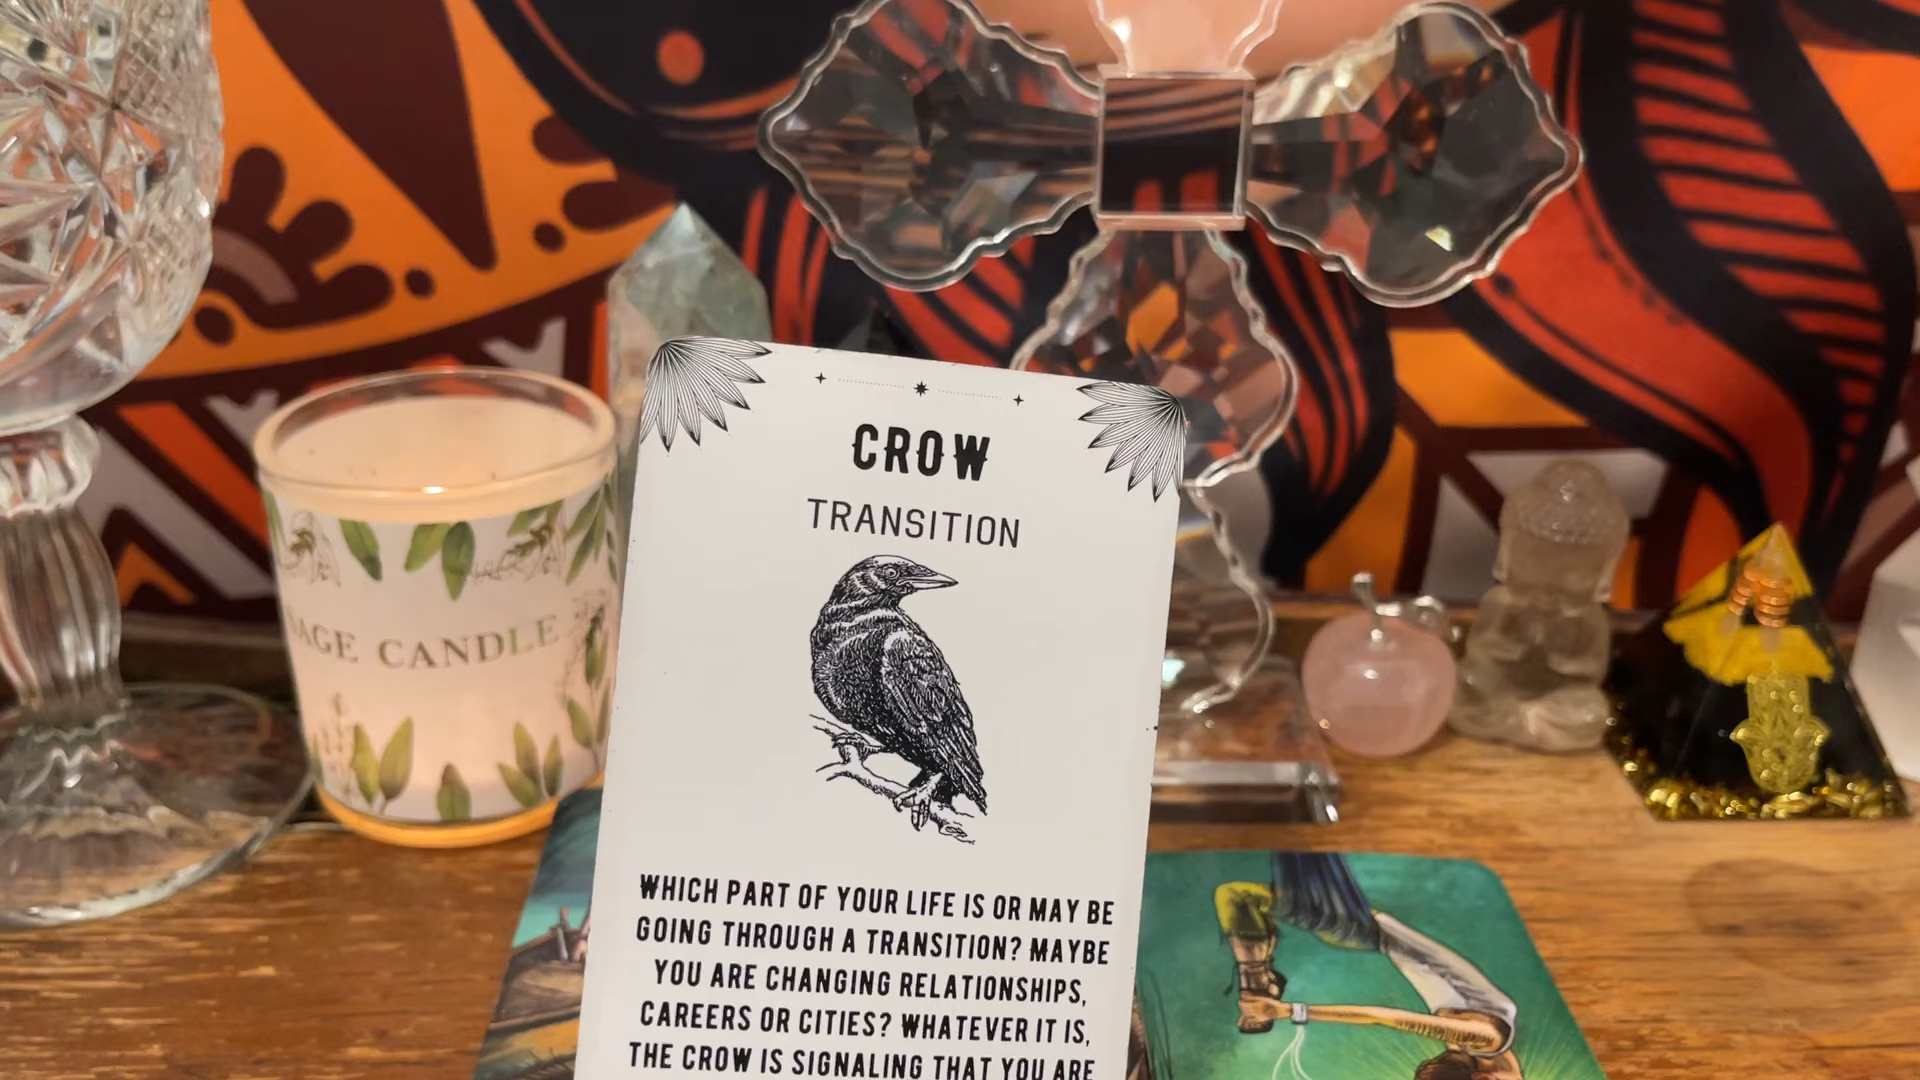 CROW
TRANSITION
SAGE CANDLE
WHICH PART OF YOUR LIFE IS OR MAY BE
GOING THROUGH A TRANSITION? MAYBE
YOU ARE CHANGING RELATIONSHIPS,
CAREERS OR CITIES? WHATEVER IT IS,
THE CROW IS SIGNALING THAT YOU ARE